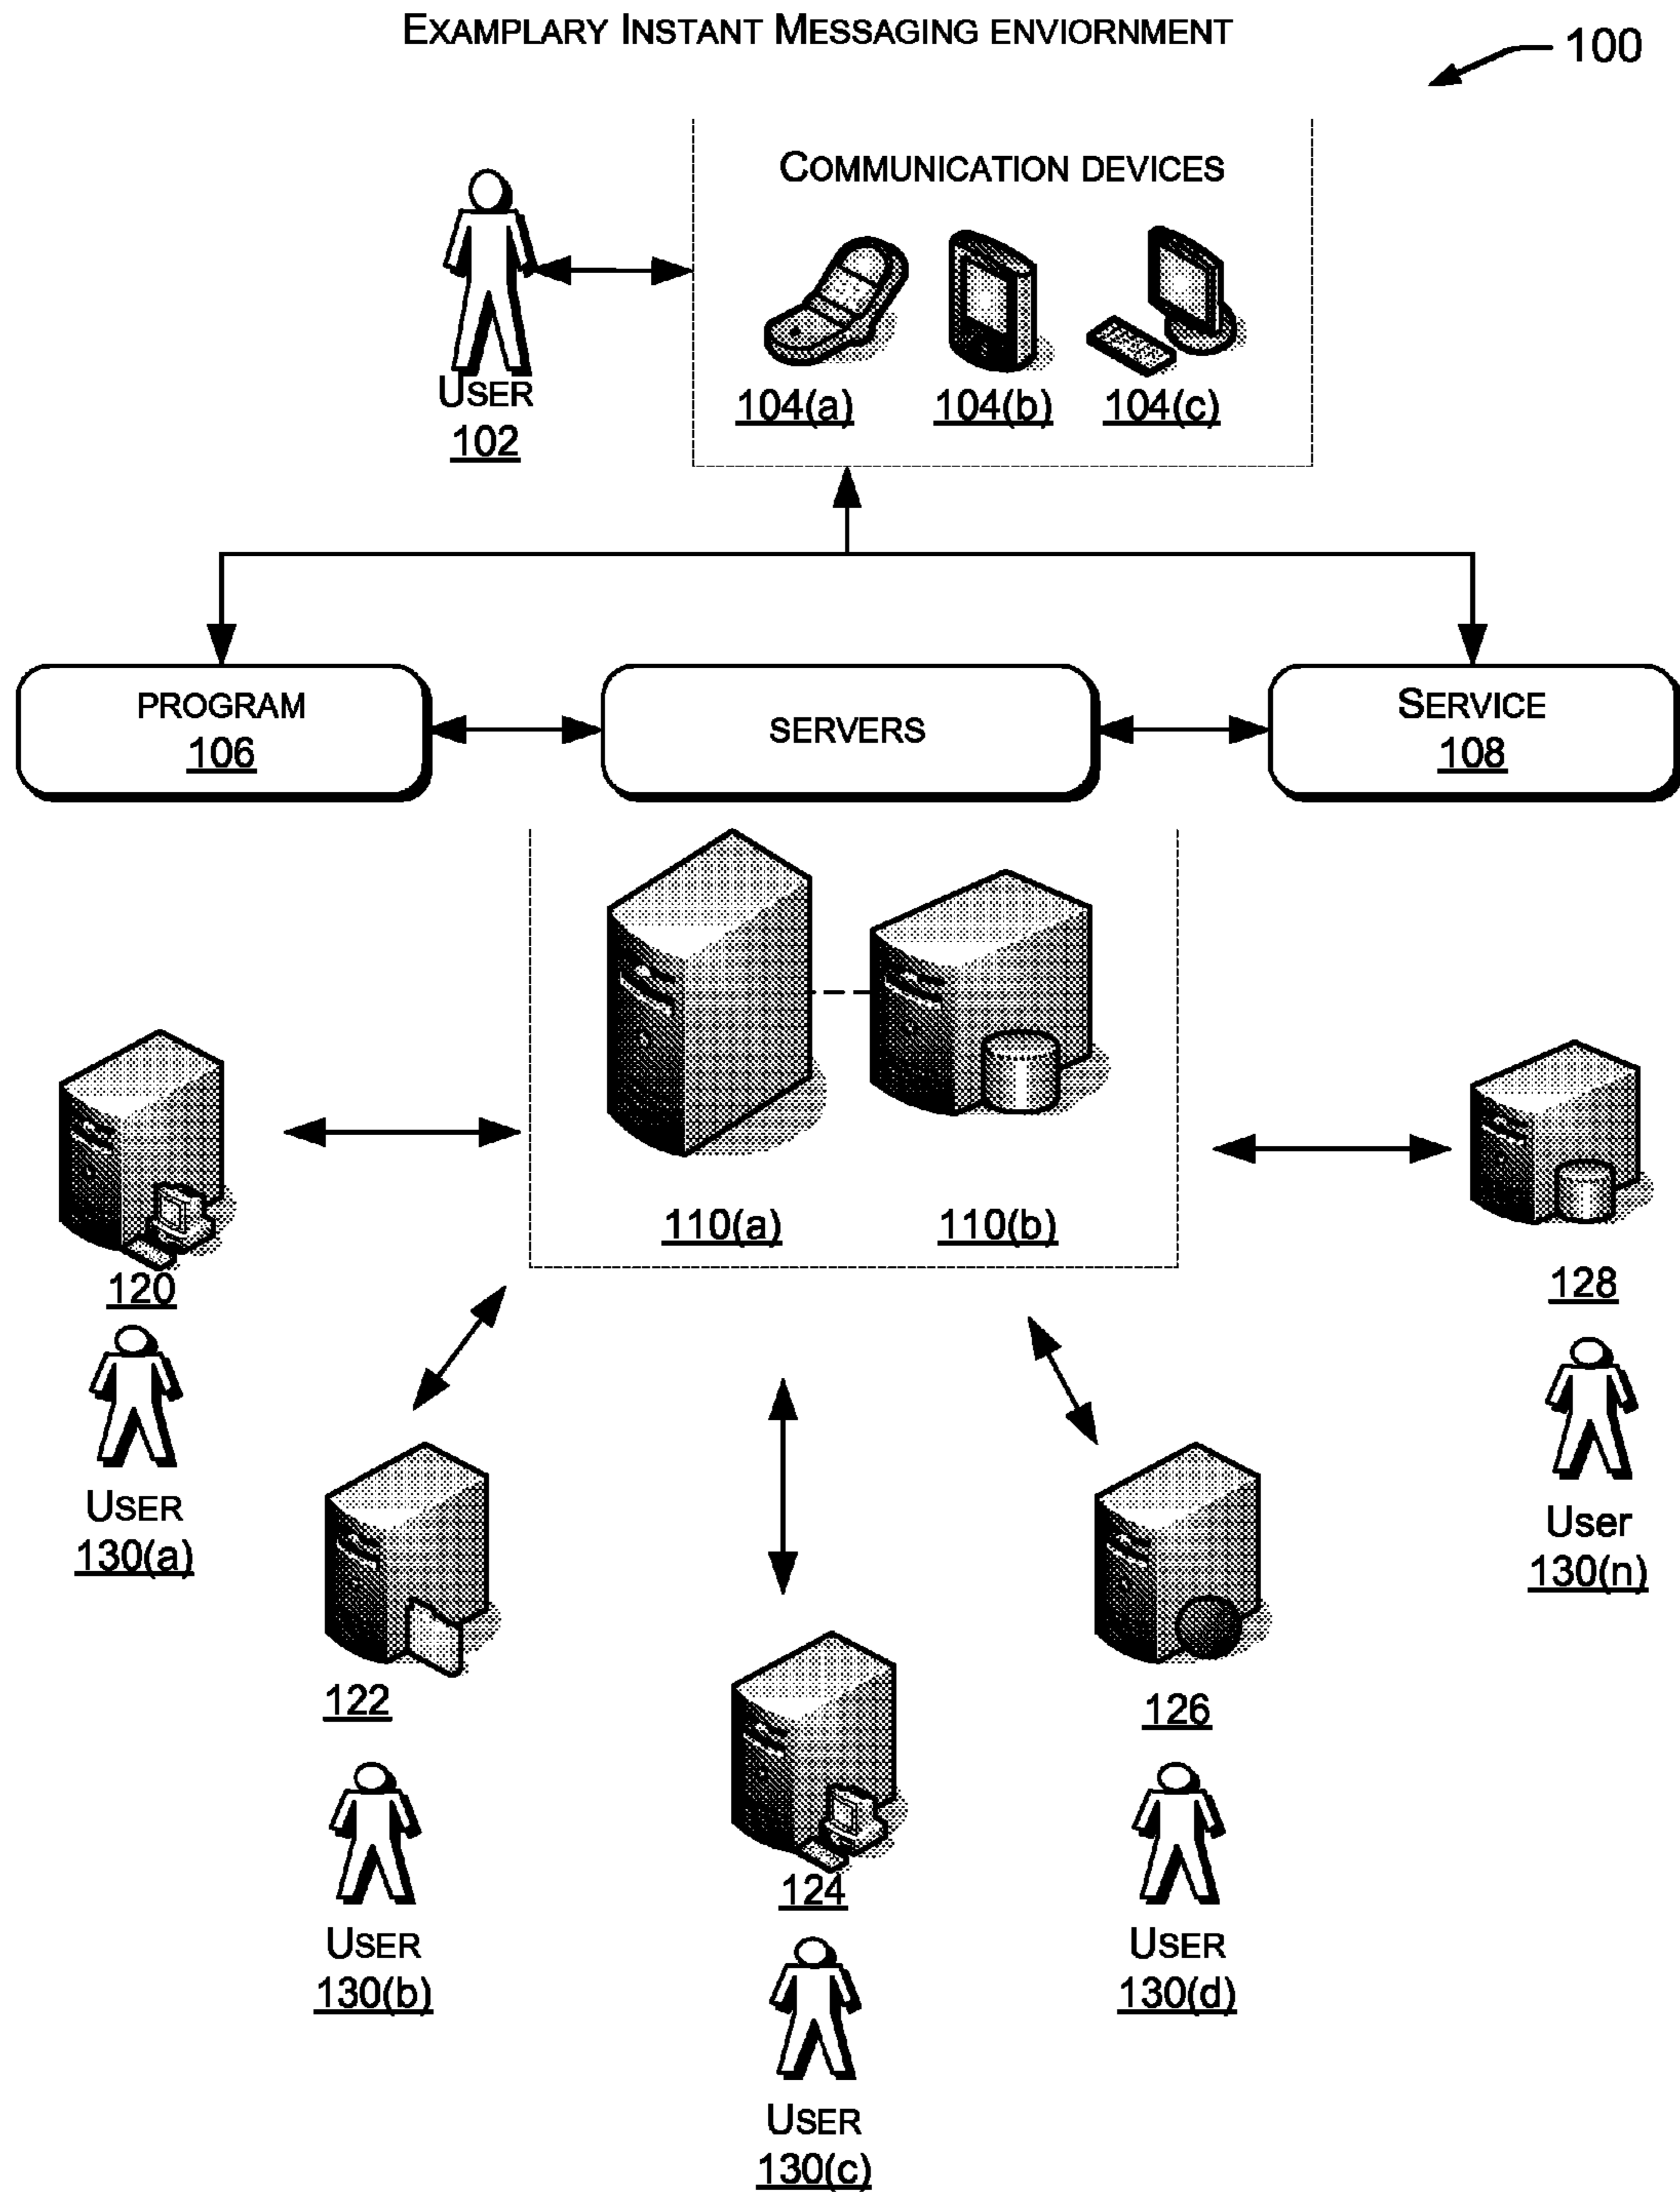 EXAMPLARY INSTANT MESSAGING ENVIORNMENT
100
COMMUNICATION DEVICES
104(a) 104(b) 104(c)
USER
102
PROGRAM
106
SERVERS
SERVICE
108
110(a) 110(b)
120
USER
130(a)
128
User
130(n)
122
USER
130(b)
124
USER
130(c)
126
USER
130(d)